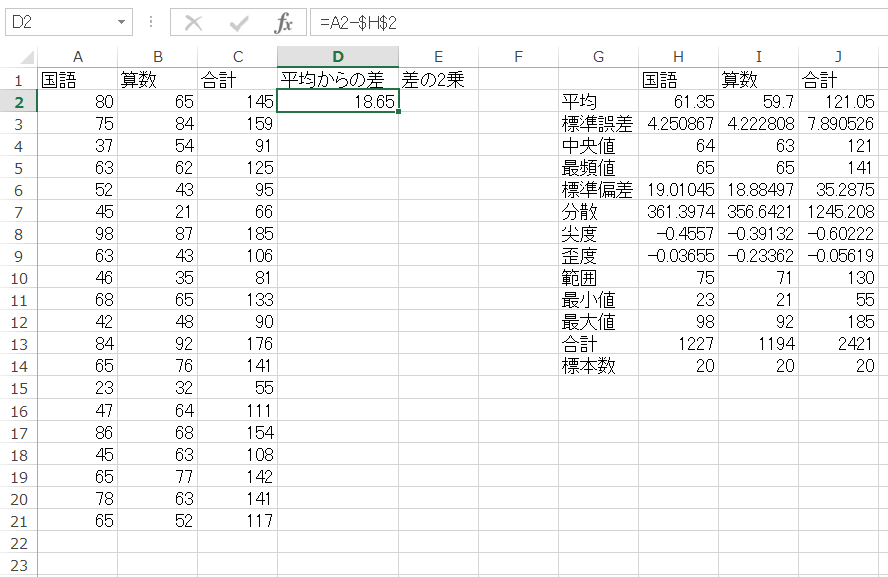 D2 fx =A2-$H$2
A B C D E F G H I J
1 国語 算数 合計 平均からの差 差の2乗 国語 算数 合計
2 80 65 145 18.65 平均 61.35 59.7 121.05
3 75 84 159 標準誤差 4.250867 4.222808 7.890526
4 37 54 91 中央値 64 63 121
5 63 62 125 最頻値 65 65 141
6 52 43 95 標準偏差 19.01045 18.88497 35.2875
7 45 21 66 分散 361.3974 356.6421 1245.208
8 98 87 185 尖度 -0.4557 -0.39132 -0.60222
9 63 43 106 歪度 -0.03655 -0.23362 -0.05619
10 46 35 81 範囲 75 71 130
11 68 65 133 最小値 23 21 55
12 42 48 90 最大値 98 92 185
13 84 92 176 合計 1227 1194 2421
14 65 76 141 標本数 20 20 20
15 23 32 55
16 47 64 111
17 86 68 154
18 45 63 108
19 65 77 142
20 78 63 141
21 65 52 117
22
23